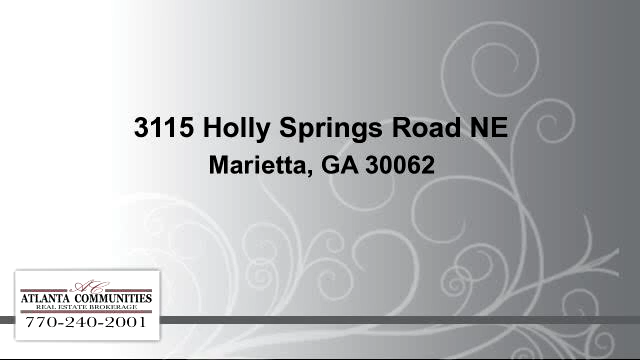 3115 Holly Springs Road NE
Marietta, GA 30062
AC
ATLANTA COMMUNITIES
REAL ESTATE BROKERAGE
770-240-2001